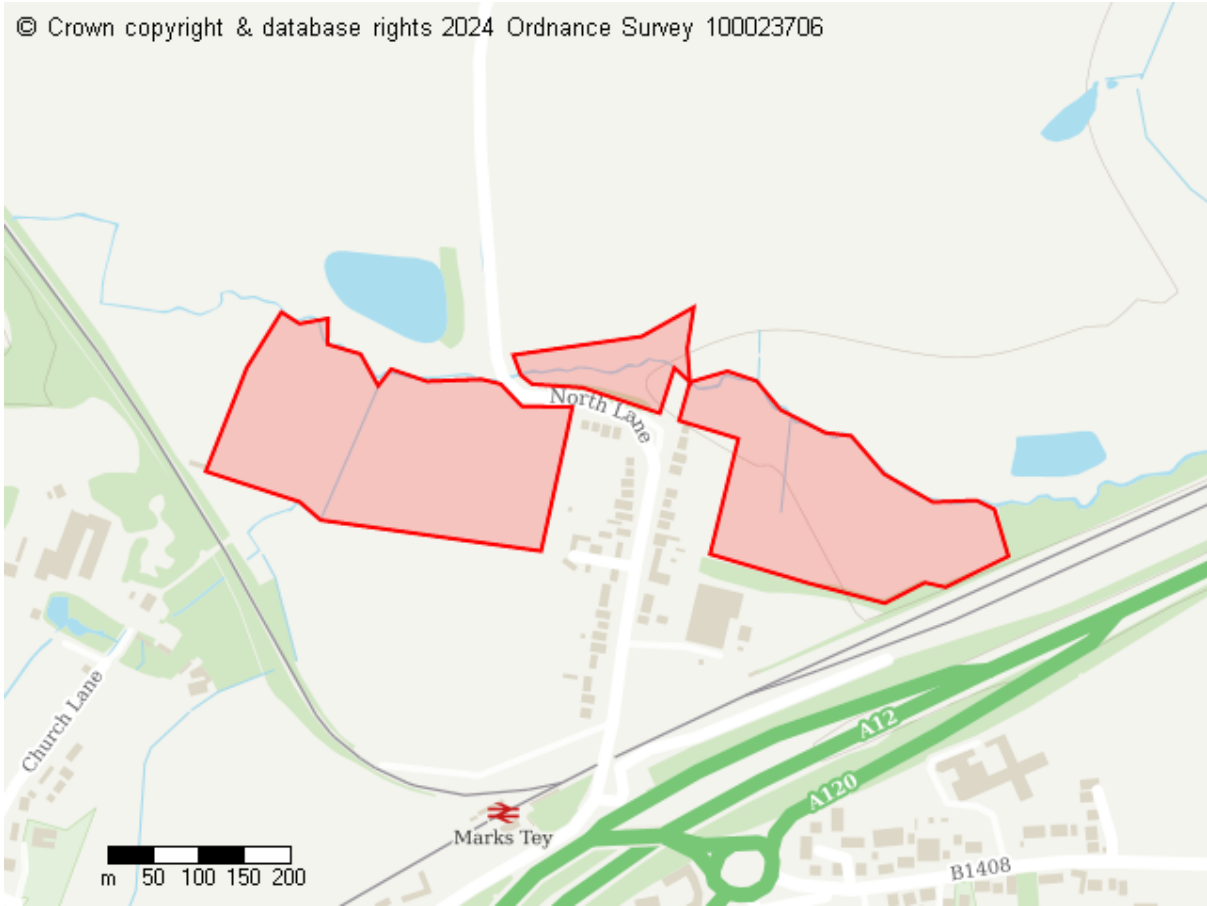 © Crown copyright & database rights 2024 Ordnance Survey 100023706
North Lane
Church Lane
A12
A120
Marks Tey
B1408
m 50 100 150 200